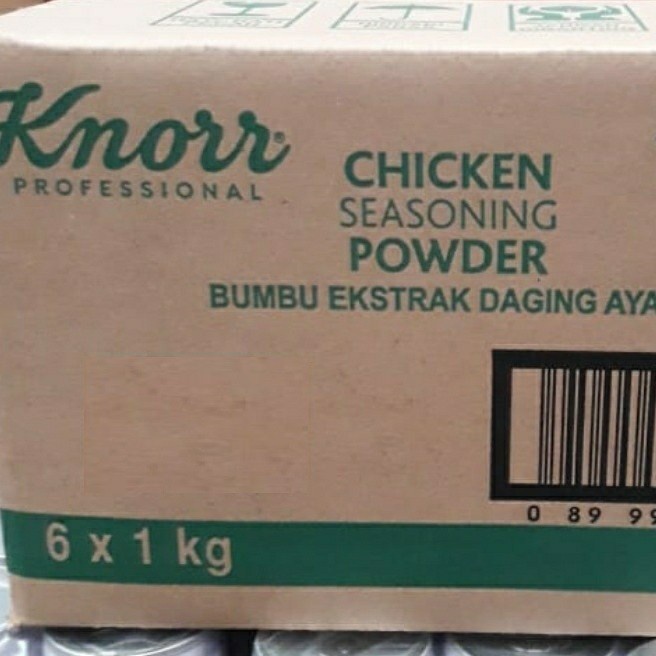 Knorr
PROFESSIONAL
CHICKEN
SEASONING
POWDER
BUMBU EKSTRAK DAGING AYA
6 x 1 kg
0 89 99